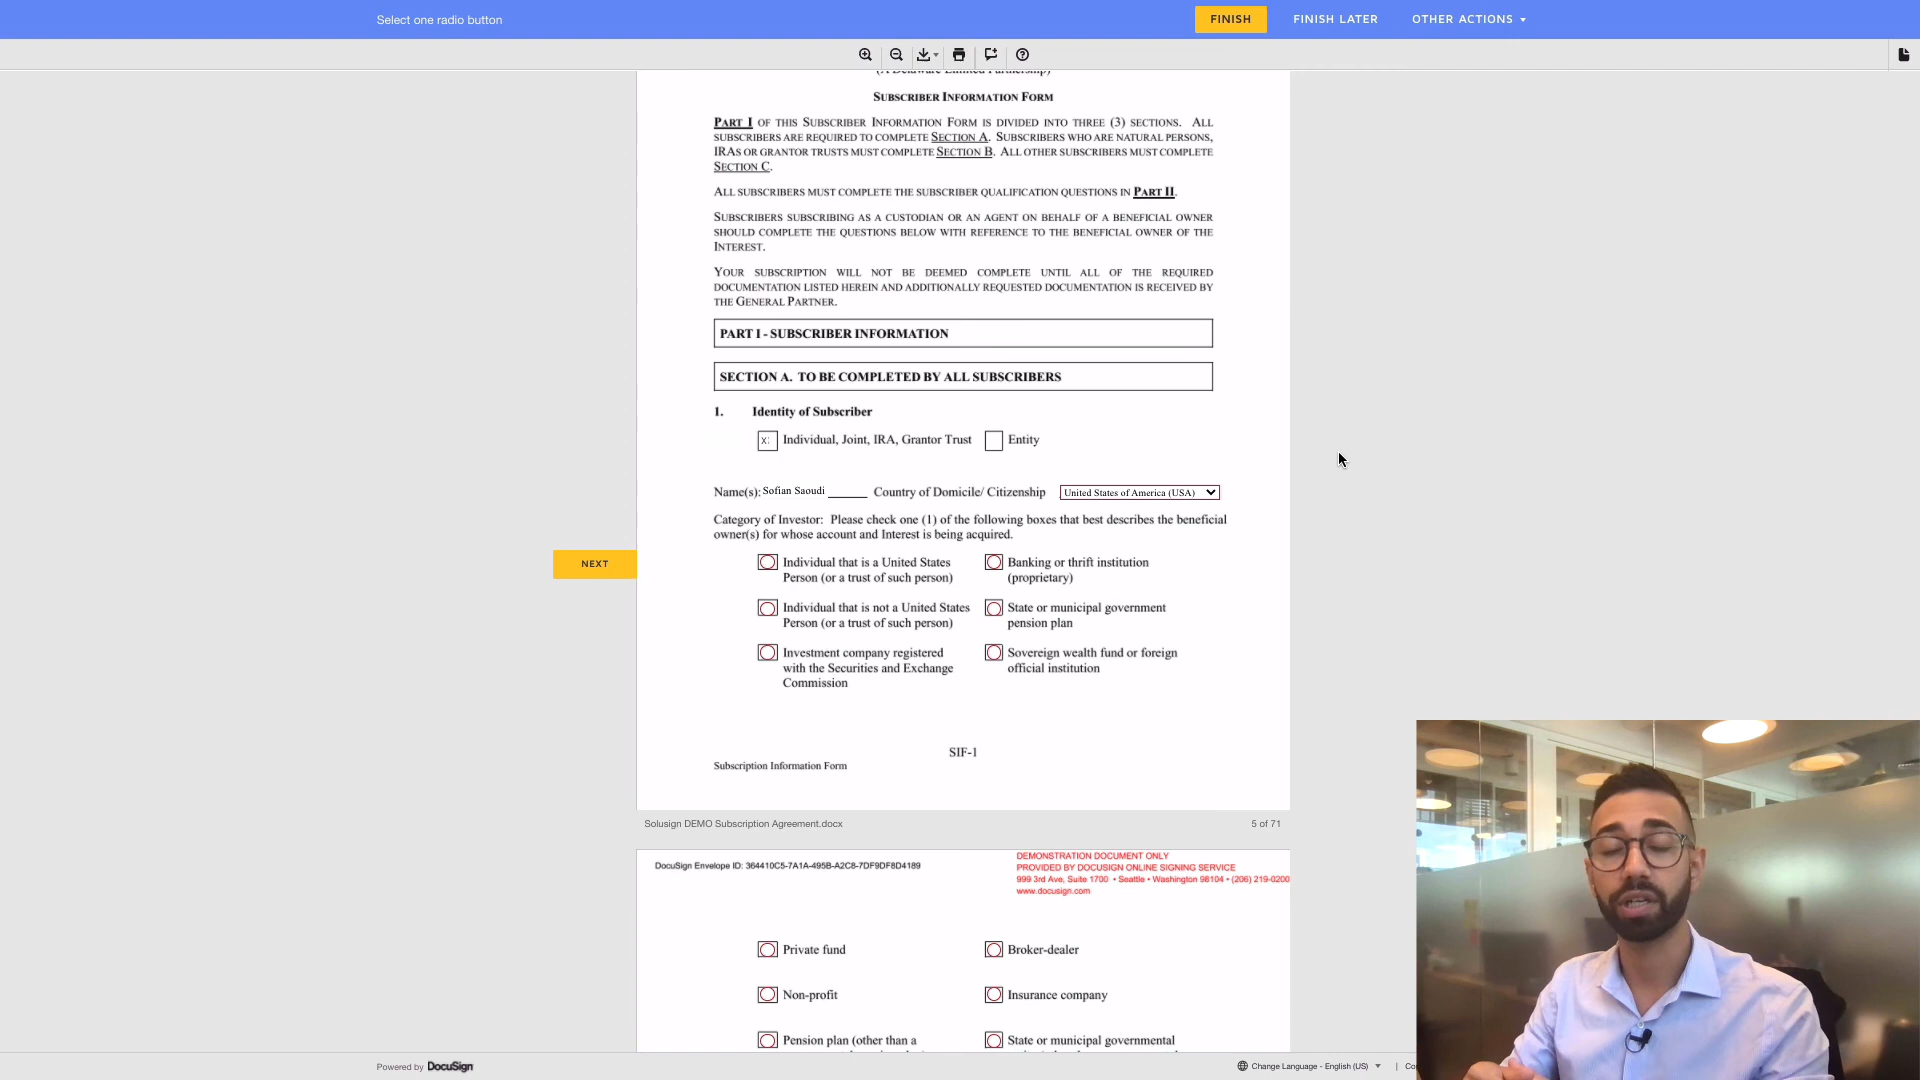 Select one radio button
FINISH
FINISH LATER
OTHER ACTIONS
(A Delaware Limited Partnership)
SUBSCRIBER INFORMATION FORM
PART I OF THIS SUBSCRIBER INFORMATION FORM IS DIVIDED INTO THREE (3) SECTIONS. ALL
SUBSCRIBERS ARE REQUIRED TO COMPLETE SECTION A. SUBSCRIBERS WHO ARE NATURAL PERSONS,
IRAS OR GRANTOR TRUSTS MUST COMPLETE SECTION B. ALL OTHER SUBSCRIBERS MUST COMPLETE
SECTION C.
ALL SUBSCRIBERS MUST COMPLETE THE SUBSCRIBER QUALIFICATION QUESTIONS IN PART II.
SUBSCRIBERS SUBSCRIBING AS A CUSTODIAN OR AN AGENT ON BEHALF OF A BENEFICIAL OWNER
SHOULD COMPLETE THE QUESTIONS BELOW WITH REFERENCE TO THE BENEFICIAL OWNER OF THE
INTEREST.
YOUR SUBSCRIPTION WILL NOT BE DEEMED COMPLETE UNTIL ALL OF THE REQUIRED
DOCUMENTATION LISTED HEREIN AND ADDITIONALLY REQUESTED DOCUMENTATION IS RECEIVED BY
THE GENERAL PARTNER.
PART I - SUBSCRIBER INFORMATION
SECTION A. TO BE COMPLETED BY ALL SUBSCRIBERS
1. Identity of Subscriber
x Individual, Joint, IRA, Grantor Trust Entity
Name(s): Sofian Saoudi Country of Domicile/ Citizenship United States of America (USA)
Category of Investor: Please check one (1) of the following boxes that best describes the beneficial
owner(s) for whose account and Interest is being acquired.
NEXT
Individual that is a United States
Person (or a trust of such person)
Banking or thrift institution
(proprietary)
Individual that is not a United States
Person (or a trust of such person)
State or municipal government
pension plan
Investment company registered
with the Securities and Exchange
Commission
Sovereign wealth fund or foreign
official institution
SIF-1
Subscription Information Form
Solusign DEMO Subscription Agreement.docx
5 of 71
DocuSign Envelope ID: 364410C5-7A1A-495B-A2C8-7DF9DF8D4189
DEMONSTRATION DOCUMENT ONLY
PROVIDED BY DOCUSIGN ONLINE SIGNING SERVICE
999 3rd Ave, Suite 1700 • Seattle • Washington 98104 • (206) 219-0200
www.docusign.com
Private fund
Broker-dealer
Non-profit
Insurance company
Pension plan (other than a
State or municipal governmental
Powered by DocuSign
Change Language - English (US) | Co